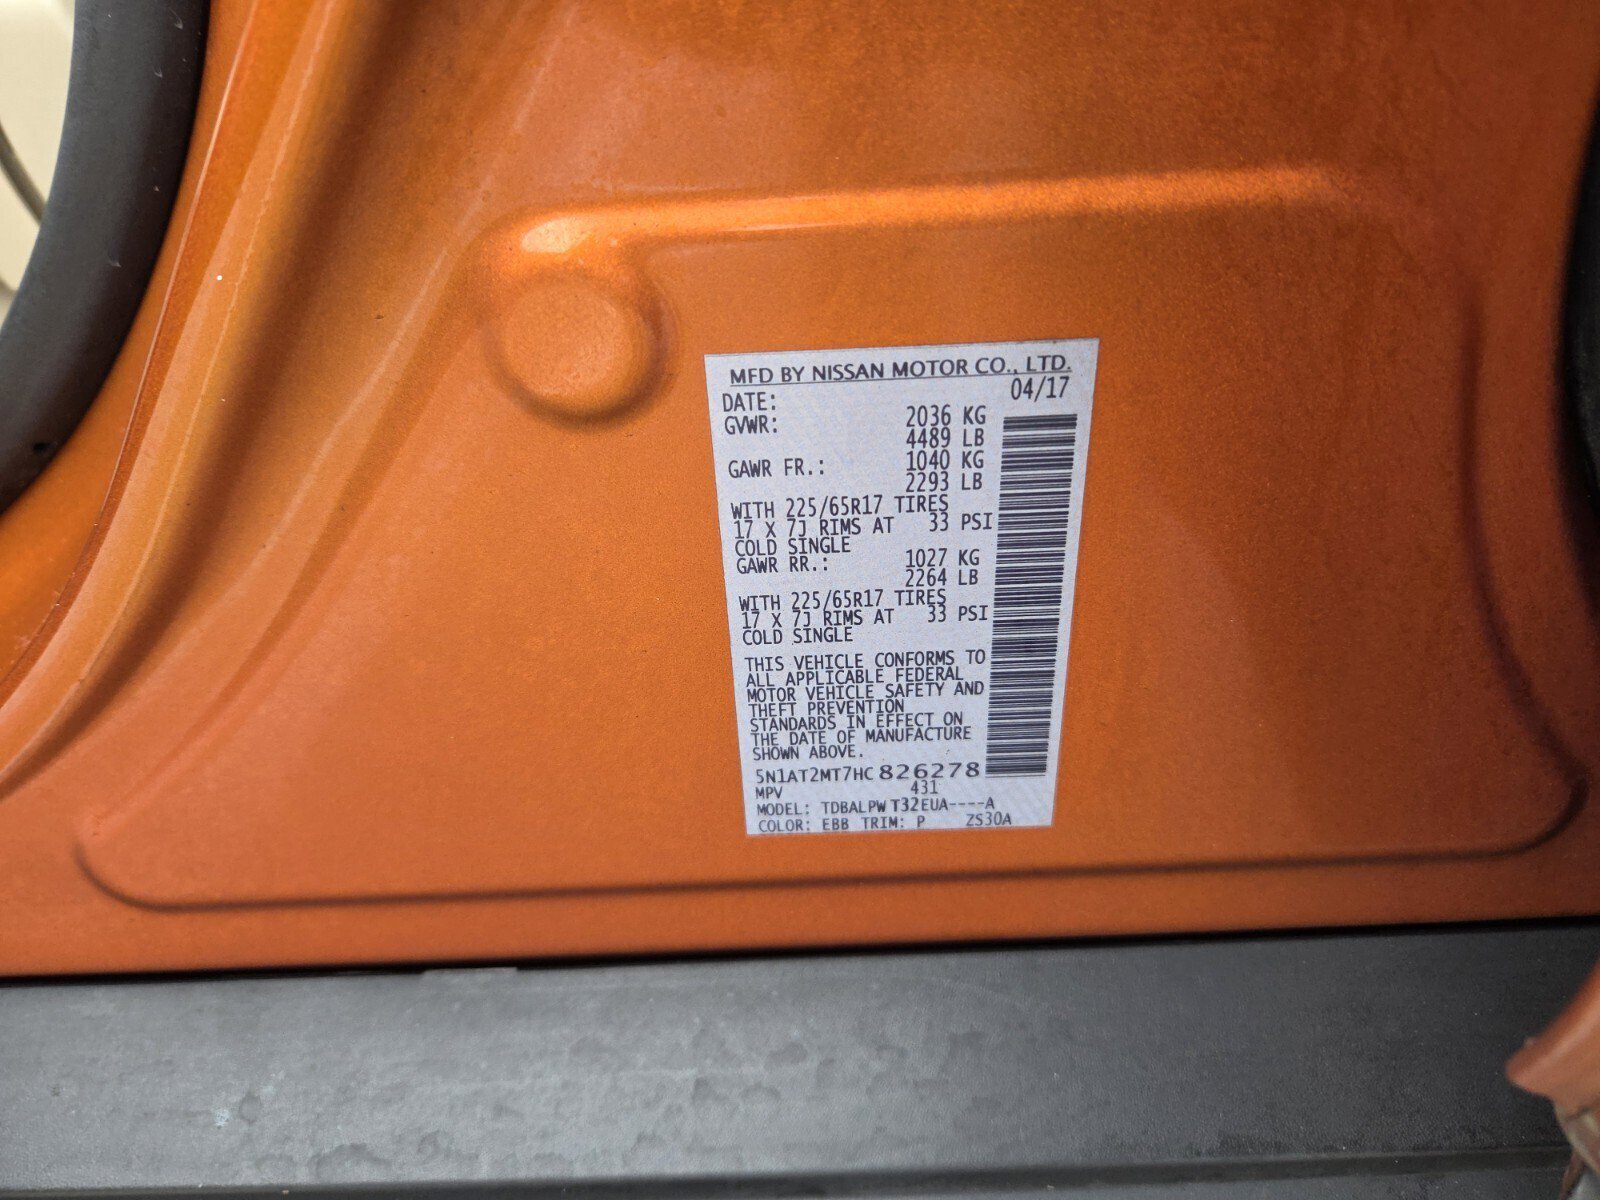 MFD BY NISSAN MOTOR CO., LTD.
DATE: 04/17
GVWR: 2036 KG
4489 LB
GAWR FR.: 1040 KG
2293 LB
WITH 225/65R17 TIRES
17 X 7J RIMS AT 33 PSI
COLD SINGLE
GAWR RR.: 1027 KG
2264 LB
WITH 225/65R17 TIRES
17 X 7J RIMS AT 33 PSI
COLD SINGLE
THIS VEHICLE CONFORMS TO
ALL APPLICABLE FEDERAL
MOTOR VEHICLE SAFETY AND
THEFT PREVENTION
STANDARDS IN EFFECT ON
THE DATE OF MANUFACTURE
SHOWN ABOVE.
5N1AT2MT7HC826278
MPV 431
MODEL: TDBALPWT32EUA----A
COLOR: EBB TRIM: P ZS30A